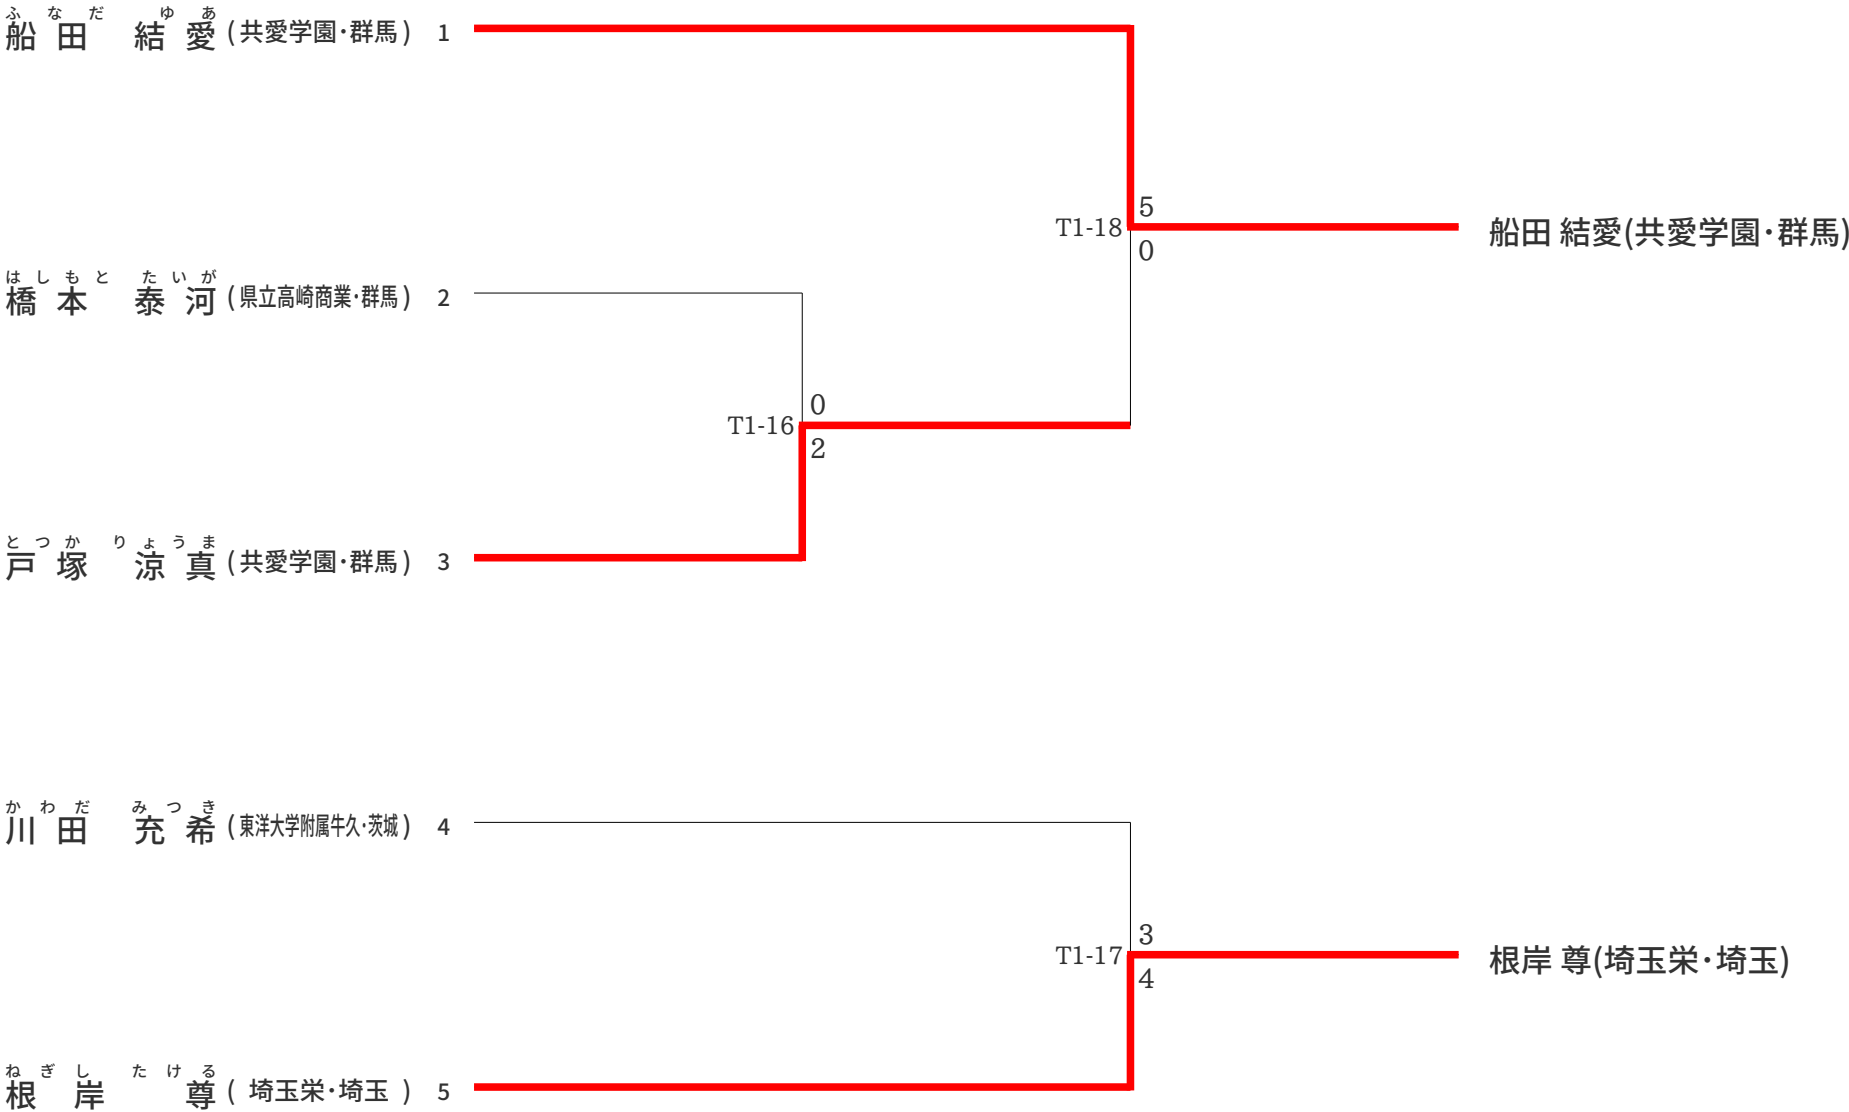 ふなだ ゆあ
船田 結愛 (共愛学園･群馬) 1
5
T1-18
0
船田 結愛(共愛学園･群馬)
はしもと たいが
橋本 泰河 (県立高崎商業･群馬) 2
0
T1-16
2
とつか りょうま
戸塚 涼真 (共愛学園･群馬) 3
かわだ みつき
川田 充希 (東洋大学附属牛久･茨城) 4
3
T1-17
4
根岸 尊(埼玉栄･埼玉)
ねぎし たける
根岸 尊 (埼玉栄･埼玉) 5